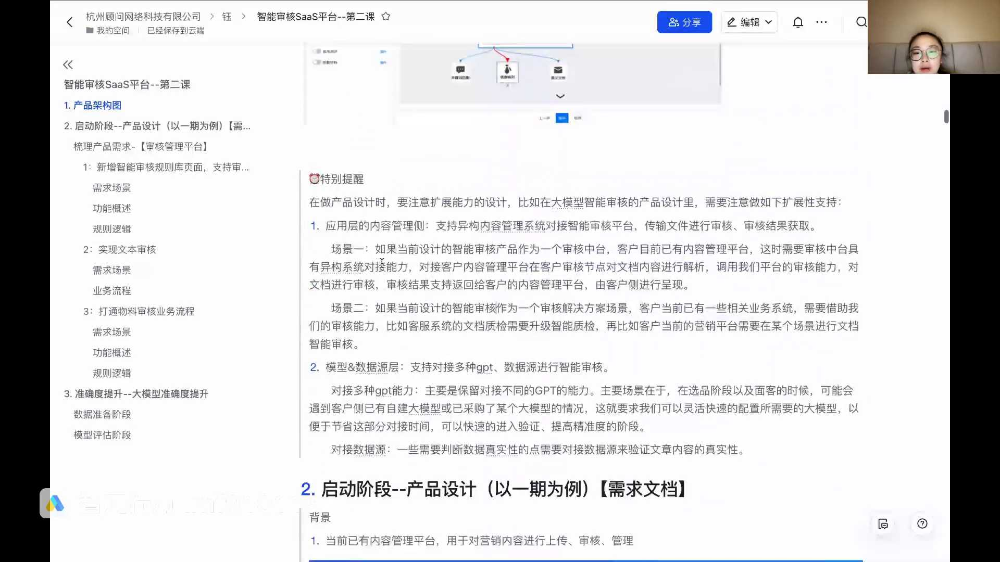 杭州顾问网络科技有限公司 > 钰 > 智能审核SaaS平台--第二课
我的空间 | 已经保存到云端
分享
编辑
智能审核SaaS平台--第二课
1. 产品架构图
2. 启动阶段--产品设计（以一期为例）【需...
梳理产品需求-【审核管理平台】
1：新增智能审核规则库页面，支持审...
需求场景
功能概述
规则逻辑
2：实现文本审核
需求场景
业务流程
3：打通物料审核业务流程
需求场景
功能概述
规则逻辑
3. 准确度提升--大模型准确度提升
数据准备阶段
模型评估阶段
上一步
⏰特别提醒
在做产品设计时，要注意扩展能力的设计，比如在大模型智能审核的产品设计里，需要注意做如下扩展性支持：
1. 应用层的内容管理侧：支持异构内容管理系统对接智能审核平台，传输文件进行审核、审核结果获取。
场景一：如果当前设计的智能审核产品作为一个审核中台，客户目前已有内容管理平台，这时需要审核中台具
有异构系统对接能力，对接客户内容管理平台在客户审核节点对文档内容进行解析，调用我们平台的审核能力，对
文档进行审核，审核结果支持返回给客户的内容管理平台，由客户侧进行呈现。
场景二：如果当前设计的智能审核作为一个审核解决方案场景，客户当前已有一些相关业务系统，需要借助我
们的审核能力，比如客服系统的文档质检需要升级智能质检，再比如客户当前的营销平台需要在某个场景进行文档
智能审核。
2. 模型&数据源层：支持对接多种gpt、数据源进行智能审核。
对接多种gpt能力：主要是保留对接不同的GPT的能力。主要场景在于，在选品阶段以及面客的时候，可能会
遇到客户侧已有自建大模型或已采购了某个大模型的情况，这就要求我们可以灵活快速的配置所需要的大模型，以
便于节省这部分对接时间，可以快速的进入验证、提高精准度的阶段。
对接数据源：一些需要判断数据真实性的点需要对接数据源来验证文章内容的真实性。
2. 启动阶段--产品设计（以一期为例）【需求文档】
背景
1. 当前已有内容管理平台，用于对营销内容进行上传、审核、管理